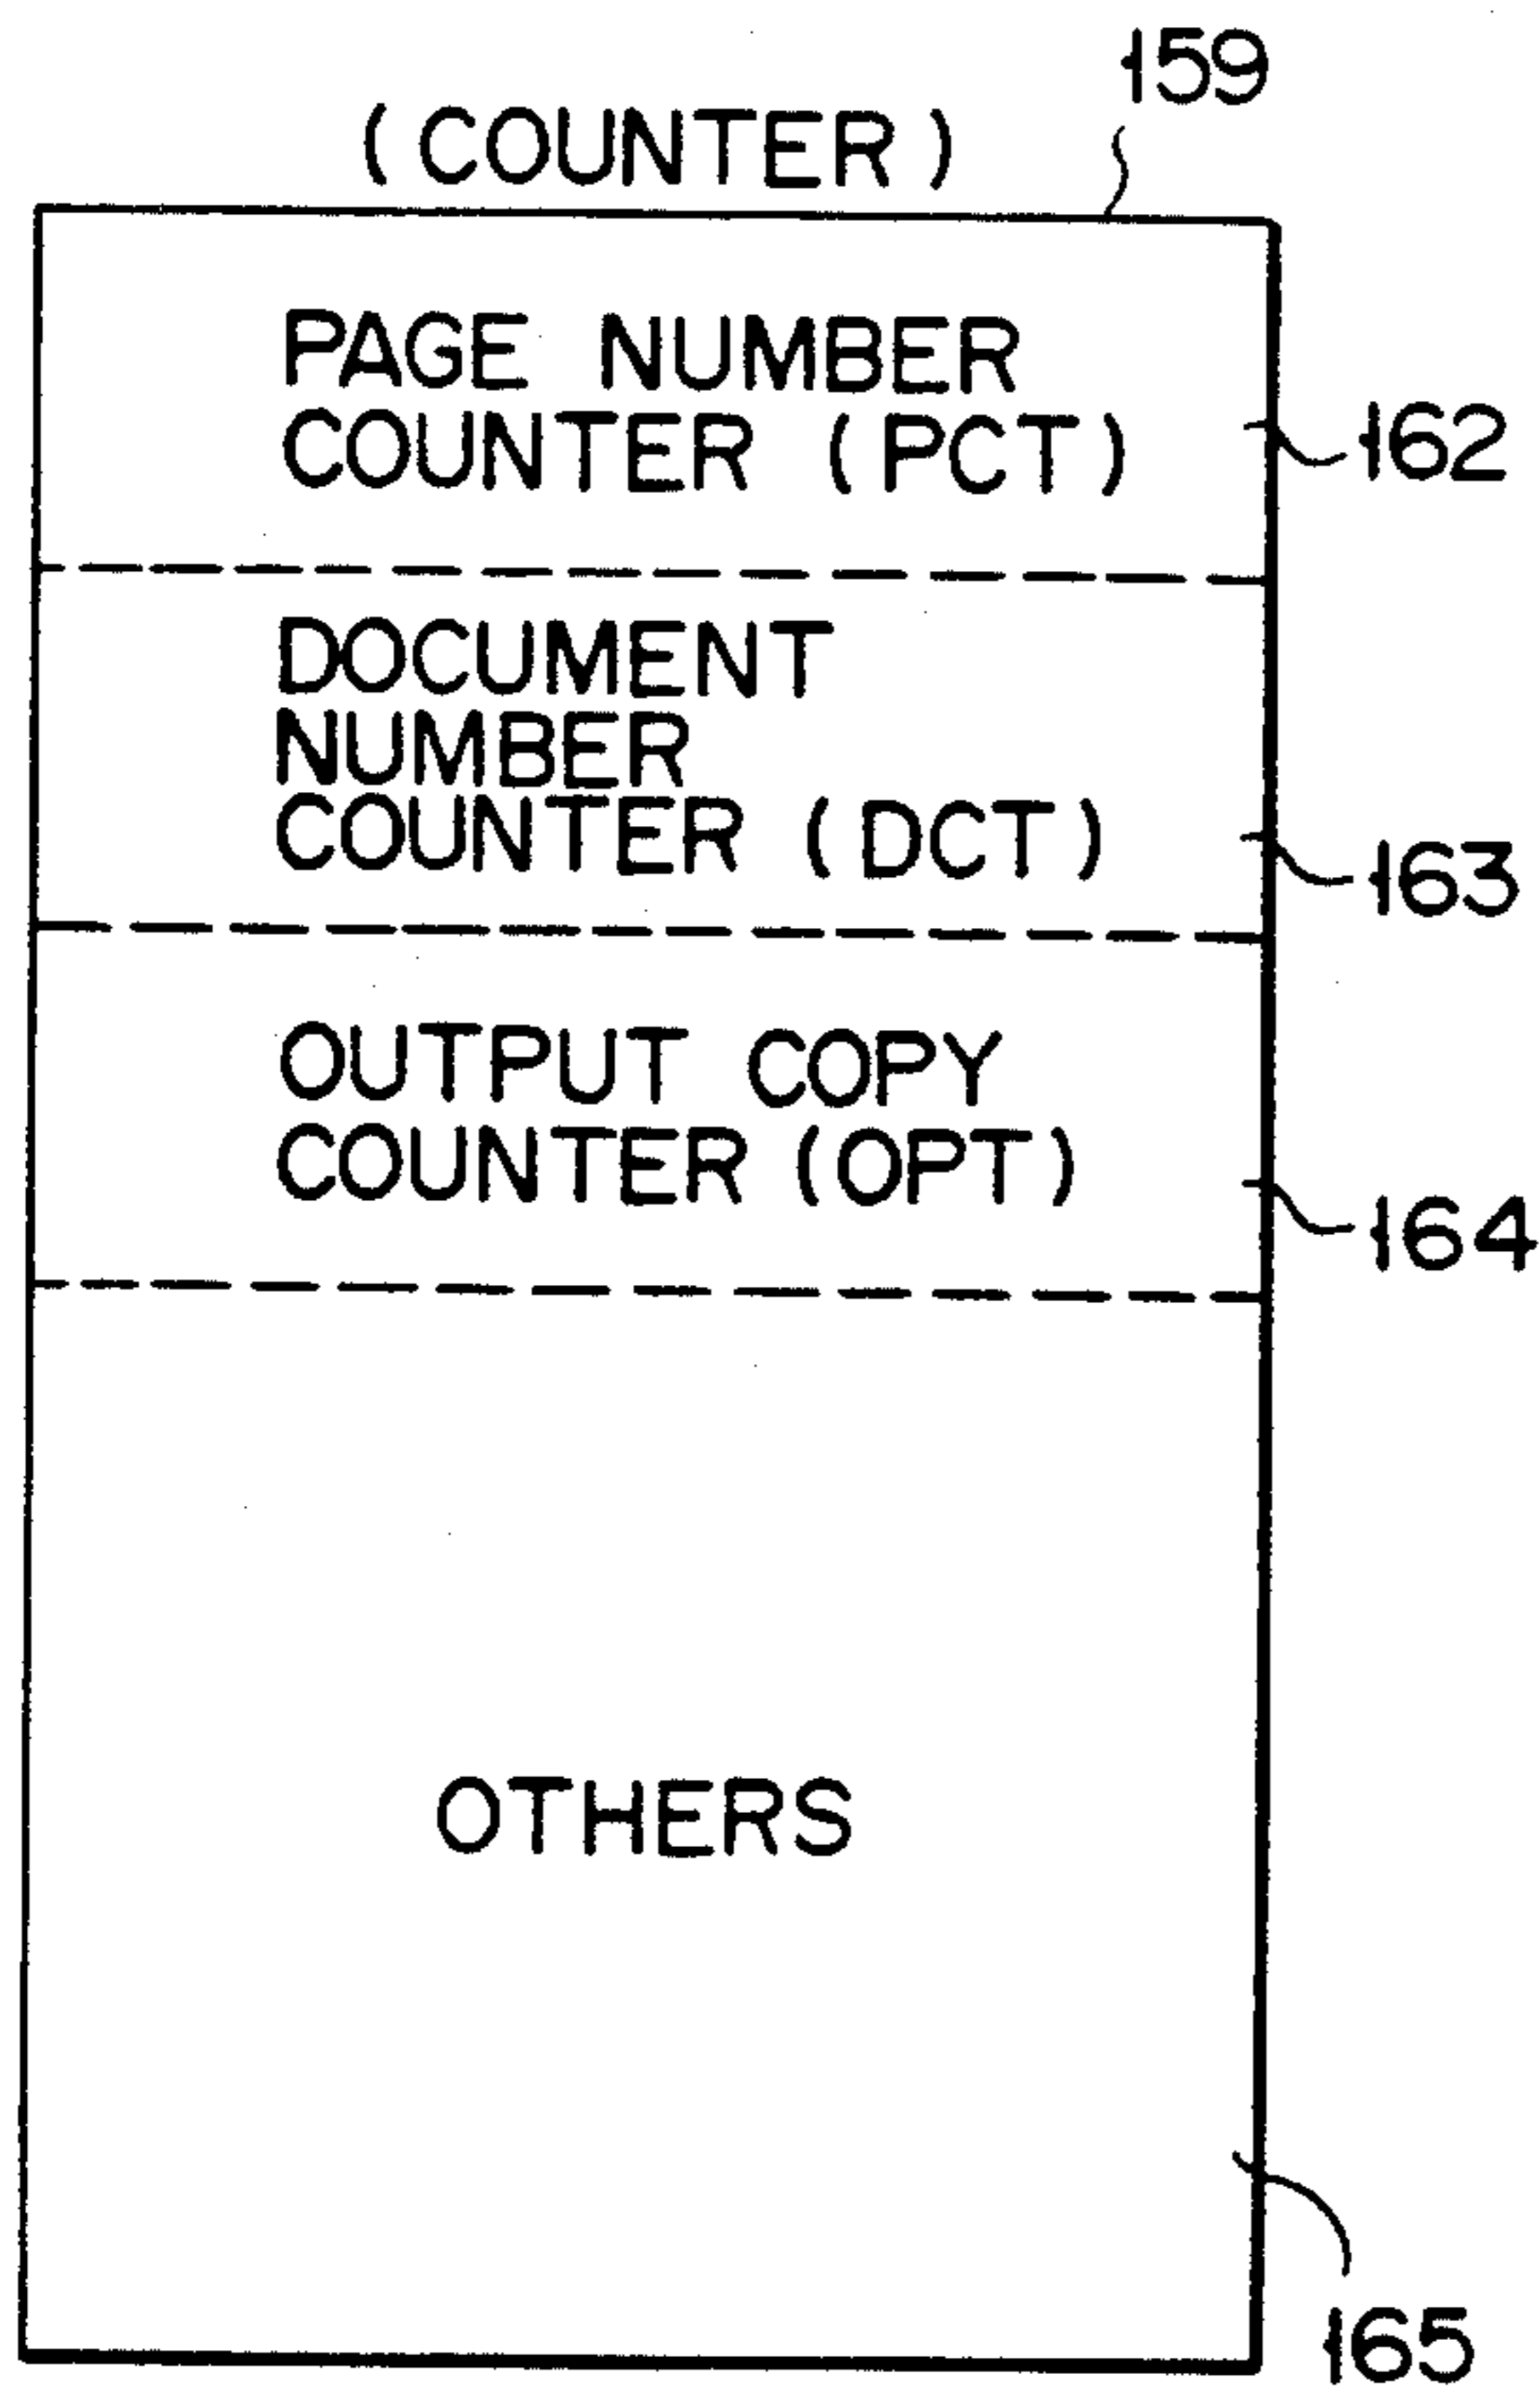 159
(COUNTER)
PAGE NUMBER
COUNTER (PCT)
162
DOCUMENT
NUMBER
COUNTER (DCT)
163
OUTPUT COPY
COUNTER (OPT)
164
OTHERS
165